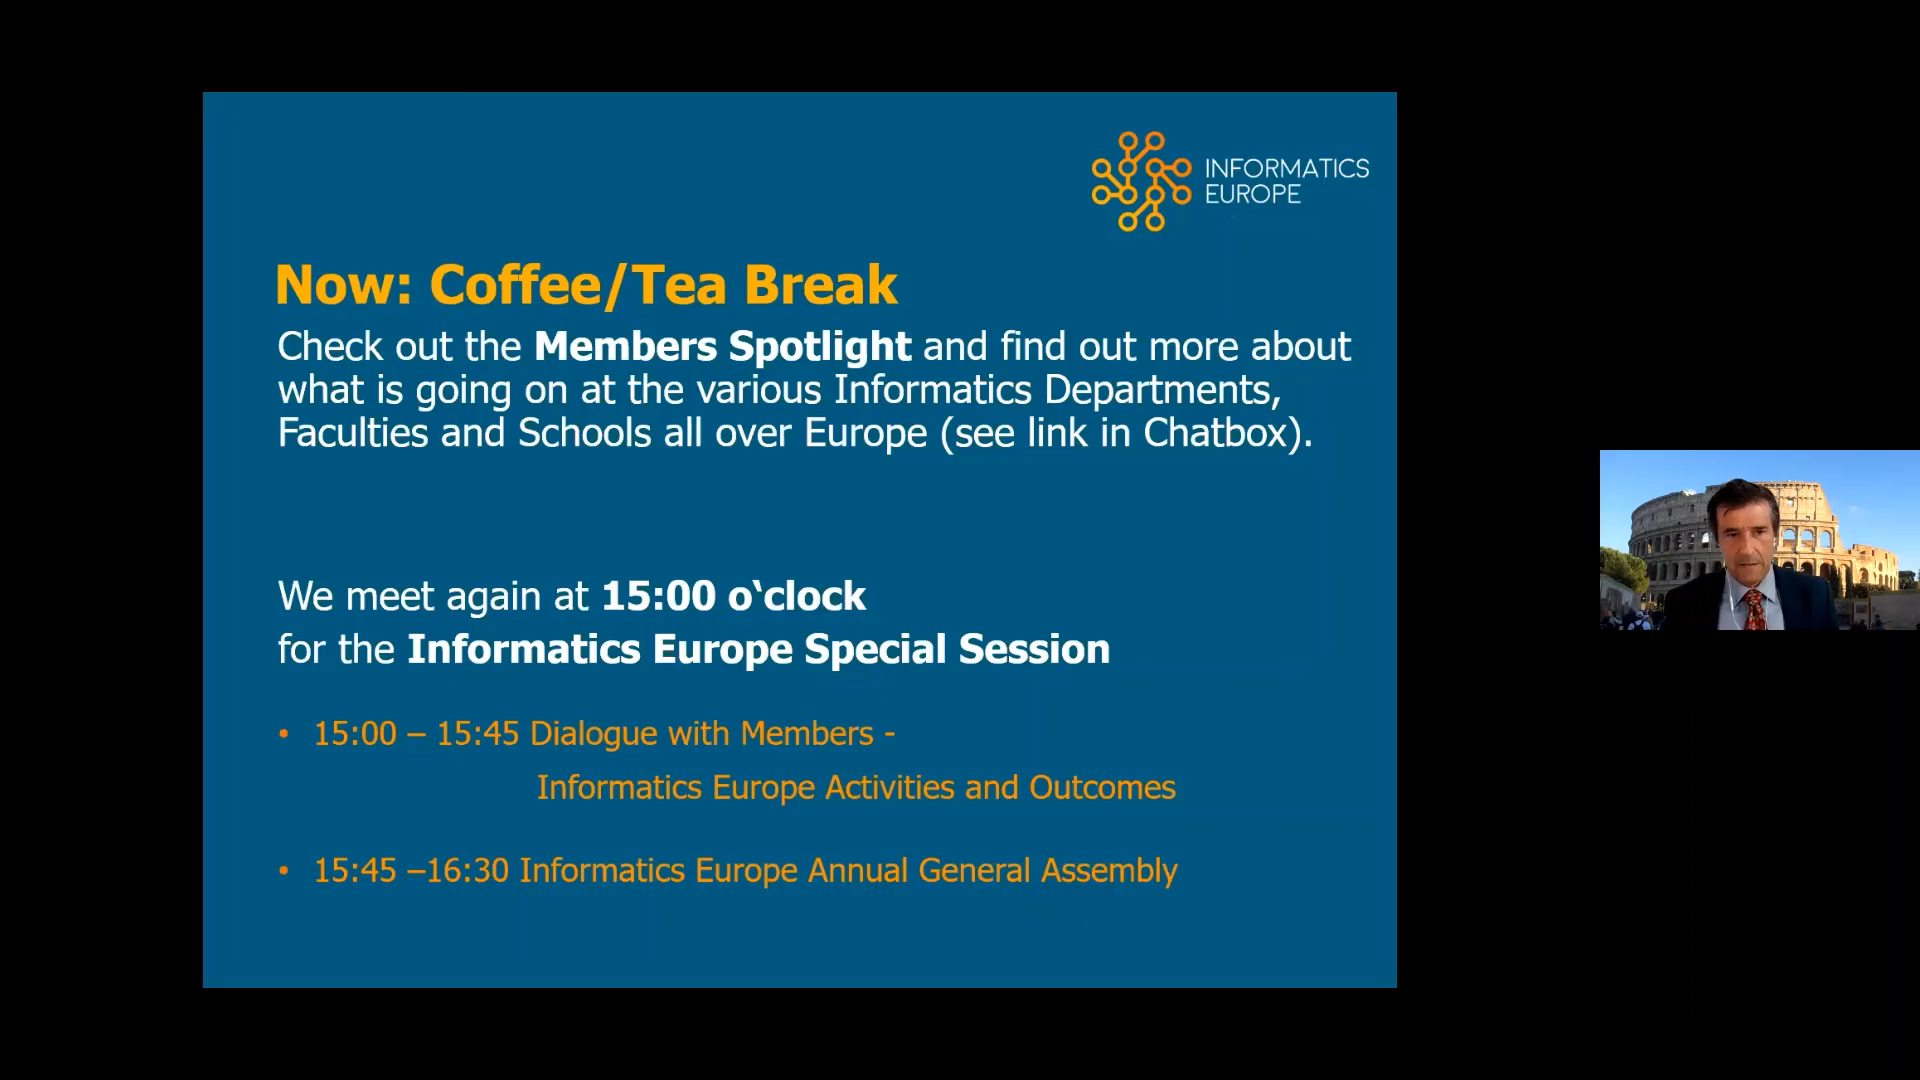 INFORMATICS
EUROPE
Now: Coffee/Tea Break
Check out the Members Spotlight and find out more about
what is going on at the various Informatics Departments,
Faculties and Schools all over Europe (see link in Chatbox).
We meet again at 15:00 o‘clock
for the Informatics Europe Special Session
• 15:00 – 15:45 Dialogue with Members -
Informatics Europe Activities and Outcomes
• 15:45 –16:30 Informatics Europe Annual General Assembly